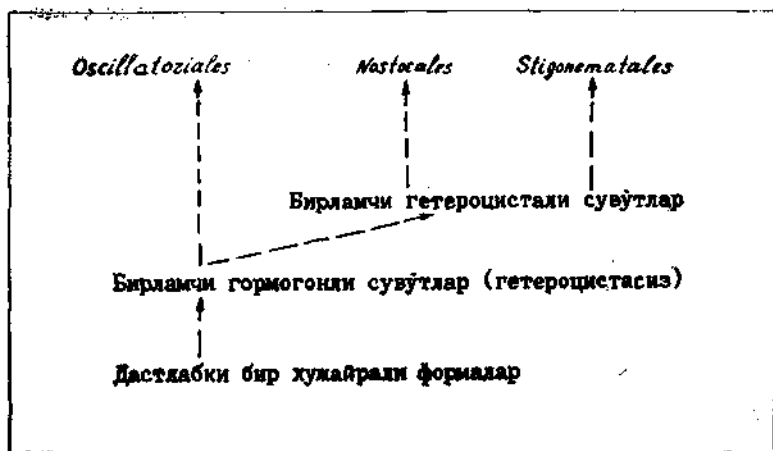 Oscillatoriales Nostocales Stigonematales
Бирламчи гетероцистали сувўтлар
Бирламчи гормогонли сувўтлар (гетероцистасиз)
Дастлабки бир хужайрали формалар